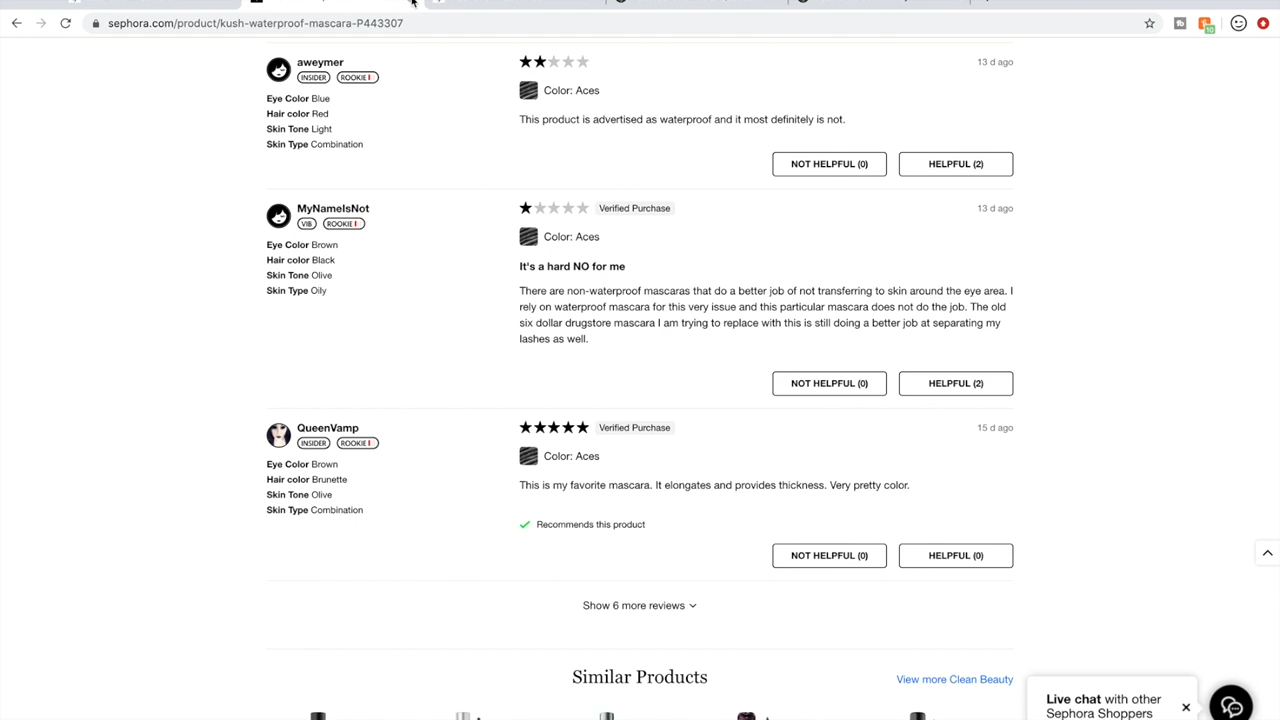 sephora.com/product/kush-waterproof-mascara-P443307
10
aweymer
INSIDER ROOKIE
Eye Color Blue
Hair color Red
Skin Tone Light
Skin Type Combination
13 d ago
Color: Aces
This product is advertised as waterproof and it most definitely is not.
NOT HELPFUL (0)
HELPFUL (2)
MyNameIsNot
VIB ROOKIE
Eye Color Brown
Hair color Black
Skin Tone Olive
Skin Type Oily
Verified Purchase
13 d ago
Color: Aces
It's a hard NO for me
There are non-waterproof mascaras that do a better job of not transferring to skin around the eye area. I
rely on waterproof mascara for this very issue and this particular mascara does not do the job. The old
six dollar drugstore mascara I am trying to replace with this is still doing a better job at separating my
lashes as well.
NOT HELPFUL (0)
HELPFUL (2)
QueenVamp
INSIDER ROOKIE
Eye Color Brown
Hair color Brunette
Skin Tone Olive
Skin Type Combination
Verified Purchase
15 d ago
Color: Aces
This is my favorite mascara. It elongates and provides thickness. Very pretty color.
Recommends this product
NOT HELPFUL (0)
HELPFUL (0)
Show 6 more reviews
Similar Products
View more Clean Beauty
Live chat with other
Sephora Shoppers